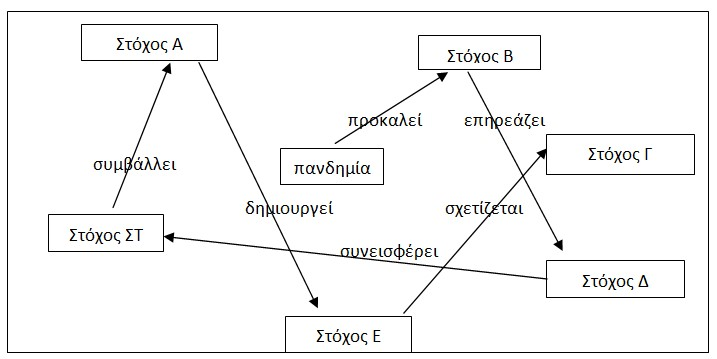 Στόχος Α
Στόχος Β
προκαλεί
επηρεάζει
Στόχος Γ
συμβάλλει
πανδημία
δημιουργεί
σχετίζεται
Στόχος ΣΤ
συνεισφέρει
Στόχος Δ
Στόχος Ε